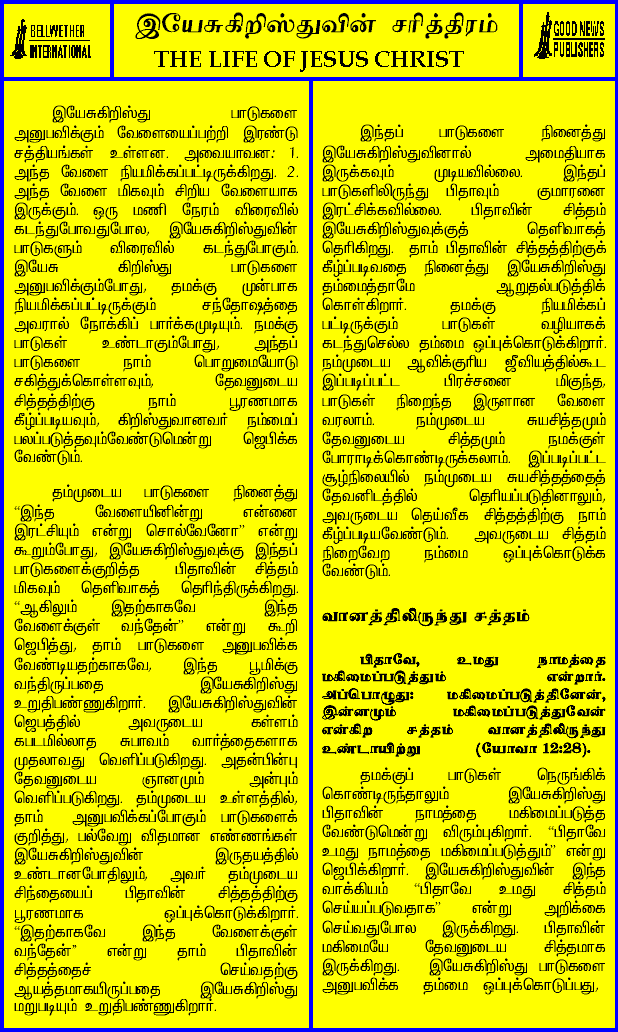 BELLWETHER
INTERNATIONAL
இயேசுகிறிஸ்துவின் சரித்திரம்
THE LIFE OF JESUS CHRIST
GOOD NEWS
PUBLISHERS
இயேசுகிறிஸ்து பாடுகளை
அனுபவிக்கும் வேளையைப்பற்றி இரண்டு
சத்தியங்கள் உள்ளன. அவையாவன: 1.
அந்த வேளை நியமிக்கப்பட்டிருக்கிறது. 2.
அந்த வேளை மிகவும் சிறிய வேளையாக
இருக்கும். ஒரு மணி நேரம் விரைவில்
கடந்துபோவதுபோல, இயேசுகிறிஸ்துவின்
பாடுகளும் விரைவில் கடந்துபோகும்.
இயேசு கிறிஸ்து பாடுகளை
அனுபவிக்கும்போது, தமக்கு முன்பாக
நியமிக்கப்பட்டிருக்கும் சந்தோஷத்தை
அவரால் நோக்கிப் பார்க்கமுடியும். நமக்கு
பாடுகள் உண்டாகும்போது, அந்தப்
பாடுகளை நாம் பொறுமையோடு
சகித்துக்கொள்ளவும், தேவனுடைய
சித்தத்திற்கு நாம் பூரணமாக
கீழ்ப்படியவும், கிறிஸ்துவானவர் நம்மைப்
பலப்படுத்தவும்வேண்டுமென்று ஜெபிக்க
வேண்டும்.
தம்முடைய பாடுகளை நினைத்து
“இந்த வேளையினின்று என்னை
இரட்சியும் என்று சொல்வேனோ” என்று
கூறும்போது, இயேசுகிறிஸ்துவுக்கு இந்தப்
பாடுகளைக்குறித்த பிதாவின் சித்தம்
மிகவும் தெளிவாகத் தெரிந்திருக்கிறது.
“ஆகிலும் இதற்காகவே இந்த
வேளைக்குள் வந்தேன்” என்று கூறி
ஜெபித்து, தாம் பாடுகளை அனுபவிக்க
வேண்டியதற்காகவே, இந்த பூமிக்கு
வந்திருப்பதை இயேசுகிறிஸ்து
உறுதிபண்ணுகிறார். இயேசுகிறிஸ்துவின்
ஜெபத்தில் அவருடைய கள்ளம்
கபடமில்லாத சுபாவம் வார்த்தைகளாக
முதலாவது வெளிப்படுகிறது. அதன்பின்பு
தேவனுடைய ஞானமும் அன்பும்
வெளிப்படுகிறது. தம்முடைய உள்ளத்தில்,
தாம் அனுபவிக்கப்போகும் பாடுகளைக்
குறித்து, பல்வேறு விதமான எண்ணங்கள்
இயேசுகிறிஸ்துவின் இருதயத்தில்
உண்டானபோதிலும், அவர் தம்முடைய
சிந்தையைப் பிதாவின் சித்தத்திற்கு
பூரணமாக ஒப்புக்கொடுக்கிறார்.
“இதற்காகவே இந்த வேளைக்குள்
வந்தேன்” என்று தாம் பிதாவின்
சித்தத்தைச் செய்வதற்கு
ஆயத்தமாயிருப்பதை இயேசுகிறிஸ்து
மறுபடியும் உறுதிபண்ணுகிறார்.
இந்தப் பாடுகளை நினைத்து
இயேசுகிறிஸ்துவினால் அமைதியாக
இருக்கவும் முடியவில்லை. இந்தப்
பாடுகளிலிருந்து பிதாவும் குமாரனை
இரட்சிக்கவில்லை. பிதாவின் சித்தம்
இயேசுகிறிஸ்துவுக்குத் தெளிவாகத்
தெரிகிறது. தாம் பிதாவின் சித்தத்திற்குக்
கீழ்ப்படிவதை நினைத்து இயேசுகிறிஸ்து
தம்மைத்தாமே ஆறுதல்படுத்திக்
கொள்கிறார். தமக்கு நியமிக்கப்
பட்டிருக்கும் பாடுகள் வழியாகக்
கடந்துசெல்ல தம்மை ஒப்புக்கொடுக்கிறார்.
நம்முடைய ஆவிக்குரிய ஜீவியத்தில்கூட
இப்படிப்பட்ட பிரச்சனை மிகுந்த,
பாடுகள் நிறைந்த இருளான வேளை
வரலாம். நம்முடைய சுயசித்தமும்
தேவனுடைய சித்தமும் நமக்குள்
போராடிக்கொண்டிருக்கலாம். இப்படிப்பட்ட
சூழ்நிலையில் நம்முடைய சுயசித்தத்தைத்
தேவனிடத்தில் தெரியப்படுத்தினாலும்,
அவருடைய தெய்வீக சித்தத்திற்கு நாம்
கீழ்ப்படியவேண்டும். அவருடைய சித்தம்
நிறைவேற நம்மை ஒப்புக்கொடுக்க
வேண்டும்.
வானத்திலிருந்து சத்தம்
பிதாவே, உமது நாமத்தை
மகிமைப்படுத்தும் என்றார்.
அப்பொழுது: மகிமைப்படுத்தினேன்,
இன்னமும் மகிமைப்படுத்துவேன்
என்கிற சத்தம் வானத்திலிருந்து
உண்டாயிற்று (யோவா 12:28).
தமக்குப் பாடுகள் நெருங்கிக்
கொண்டிருந்தாலும் இயேசுகிறிஸ்து
பிதாவின் நாமத்தை மகிமைப்படுத்த
வேண்டுமென்று விரும்புகிறார். “பிதாவே
உமது நாமத்தை மகிமைப்படுத்தும்” என்று
ஜெபிக்கிறார். இயேசுகிறிஸ்துவின் இந்த
வாக்கியம் “பிதாவே உமது சித்தம்
செய்யப்படுவதாக” என்று அறிக்கை
செய்வதுபோல இருக்கிறது. பிதாவின்
மகிமையே தேவனுடைய சித்தமாக
இருக்கிறது. இயேசுகிறிஸ்து பாடுகளை
அனுபவிக்க தம்மை ஒப்புக்கொடுப்பது,